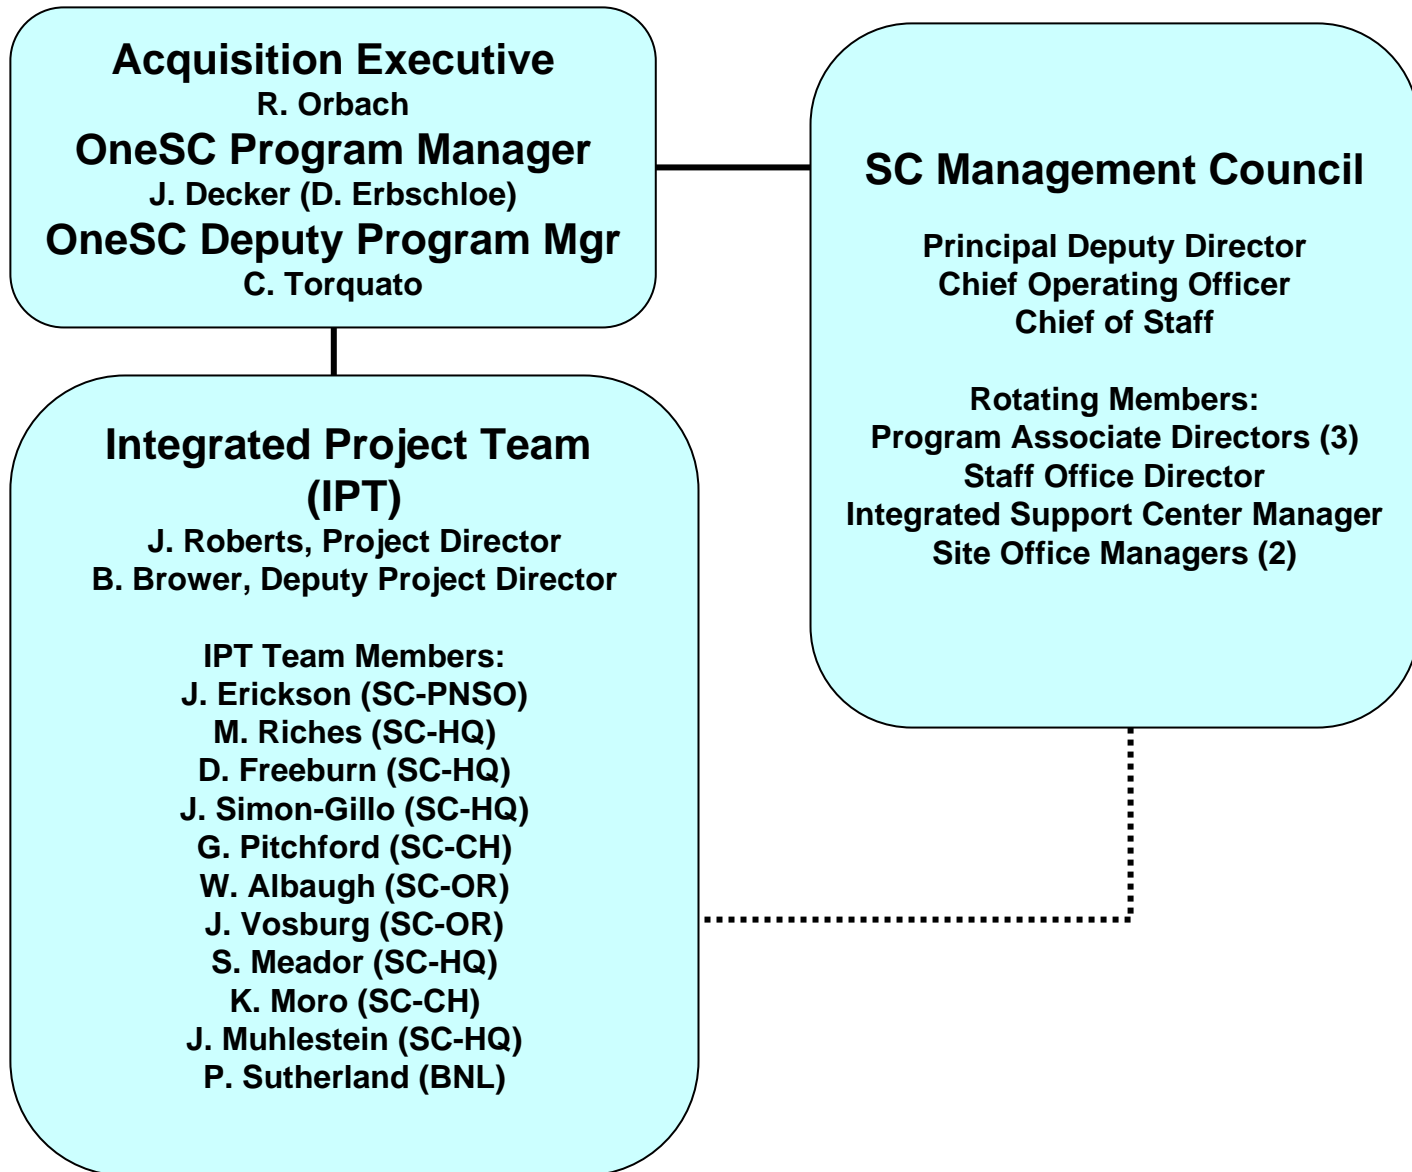 Acquisition Executive
R. Orbach
OneSC Program Manager
J. Decker (D. Erbschloe)
OneSC Deputy Program Mgr
C. Torquato
SC Management Council
Principal Deputy Director
Chief Operating Officer
Chief of Staff
Rotating Members:
Program Associate Directors (3)
Staff Office Director
Integrated Support Center Manager
Site Office Managers (2)
Integrated Project Team
(IPT)
J. Roberts, Project Director
B. Brower, Deputy Project Director
IPT Team Members:
J. Erickson (SC-PNSO)
M. Riches (SC-HQ)
D. Freeburn (SC-HQ)
J. Simon-Gillo (SC-HQ)
G. Pitchford (SC-CH)
W. Albaugh (SC-OR)
J. Vosburg (SC-OR)
S. Meador (SC-HQ)
K. Moro (SC-CH)
J. Muhlestein (SC-HQ)
P. Sutherland (BNL)